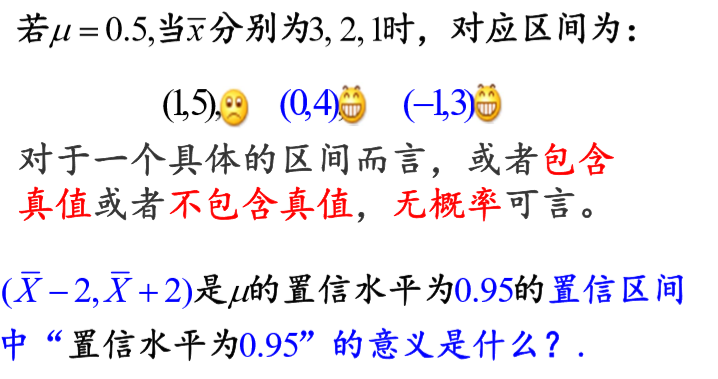 若μ = 0.5,当x̅分别为3, 2, 1时，对应区间为：
(1,5), (0,4), (−1,3)
对于一个具体的区间而言，或者包含
真值或者不包含真值，无概率可言。
(X̅ − 2, X̅ + 2)是μ的置信水平为0.95的置信区间
中“置信水平为0.95”的意义是什么？.